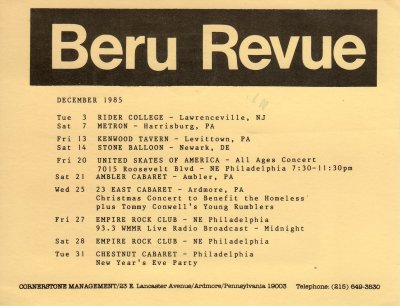 Beru Revue
DECEMBER 1985
Tue 3 RIDER COLLEGE - Lawrenceville, NJ
Sat 7 METRON - Harrisburg, PA
Fri 13 KENWOOD TAVERN - Levittown, PA
Sat 14 STONE BALLOON - Newark, DE
Fri 20 UNITED SKATES OF AMERICA - All Ages Concert
7015 Roosevelt Blvd - NE Philadelphia 7:30-11:30pm
Sat 21 AMBLER CABARET - Ambler, PA
Wed 25 23 EAST CABARET - Ardmore, PA
Christmas Concert to Benefit the Homeless
plus Tommy Conwell's Young Rumblers
Fri 27 EMPIRE ROCK CLUB - NE Philadelphia
93.3 WMMR Live Radio Broadcast - Midnight
Sat 28 EMPIRE ROCK CLUB - NE Philadelphia
Tue 31 CHESTNUT CABARET - Philadelphia
New Year's Eve Party
CORNERSTONE MANAGEMENT/23 E. Lancaster Avenue/Ardmore/Pennsylvania 19003 Telephone: (215) 649-3830